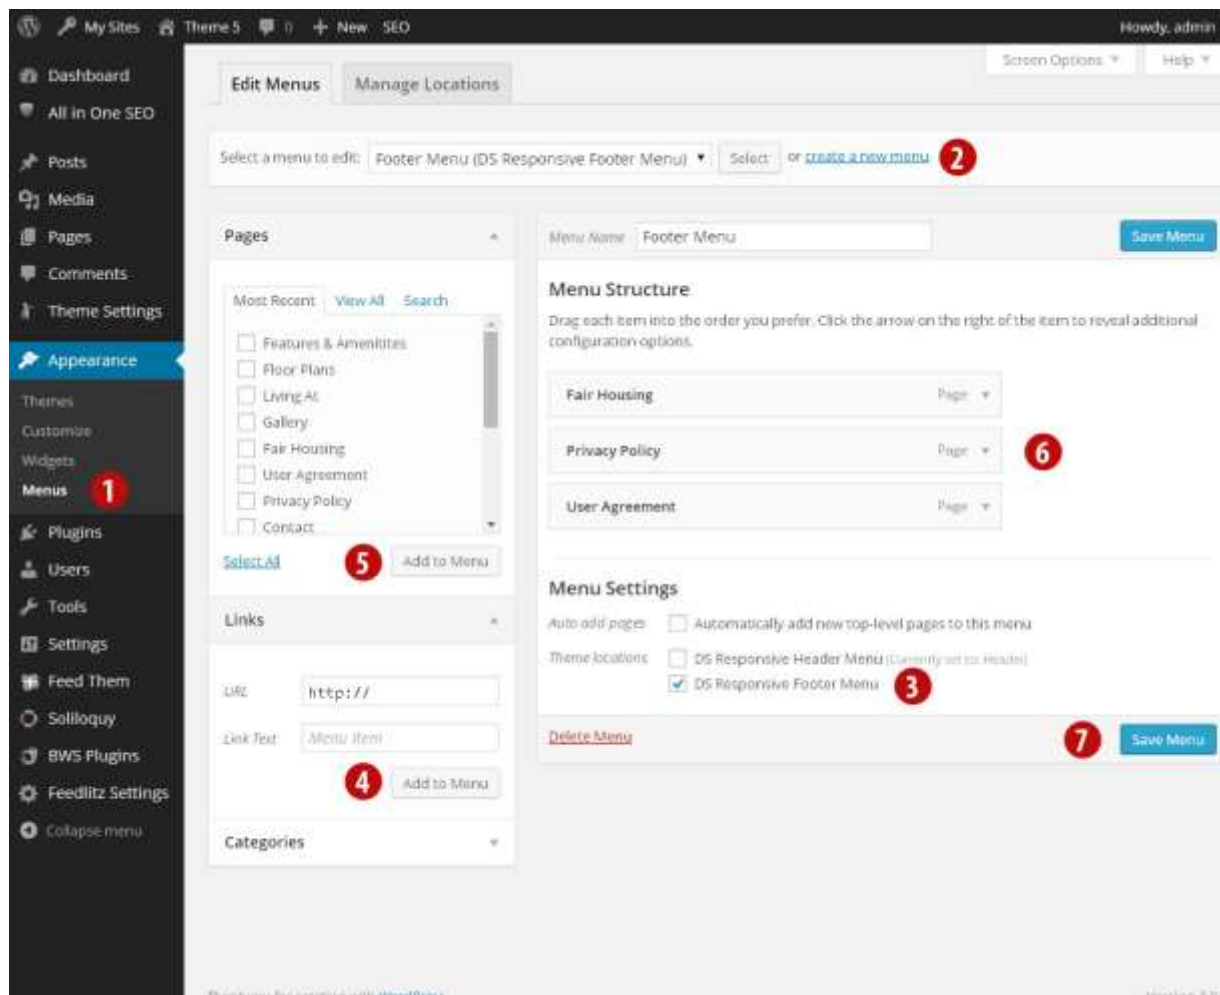 My Sites Theme 5 0 New SEO Howdy, admin
Screen Options Help
Dashboard
All in One SEO
Posts
Media
Pages
Comments
Theme Settings
Appearance
Themes
Customize
Widgets
Menus 1
Plugins
Users
Tools
Settings
Feed Them
Soliloquy
BWS Plugins
Feedlitz Settings
Collapse menu
Edit Menus Manage Locations
Select a menu to edit: Footer Menu (DS Responsive Footer Menu) Select or create a new menu 2
Pages
Most Recent View All Search
Features & Amenitites
Floor Plans
Living At
Gallery
Fair Housing
User Agreement
Privacy Policy
Contact
Select All 5 Add to Menu
Links
URL http://
Link Text Menu Item
4 Add to Menu
Categories
Menu Name Footer Menu Save Menu
Menu Structure
Drag each item into the order you prefer. Click the arrow on the right of the item to reveal additional
configuration options.
Fair Housing Page
Privacy Policy Page 6
User Agreement Page
Menu Settings
Auto add pages Automatically add new top-level pages to this menu
Theme locations DS Responsive Header Menu (Currently set to: Header)
DS Responsive Footer Menu 3
Delete Menu 7 Save Menu